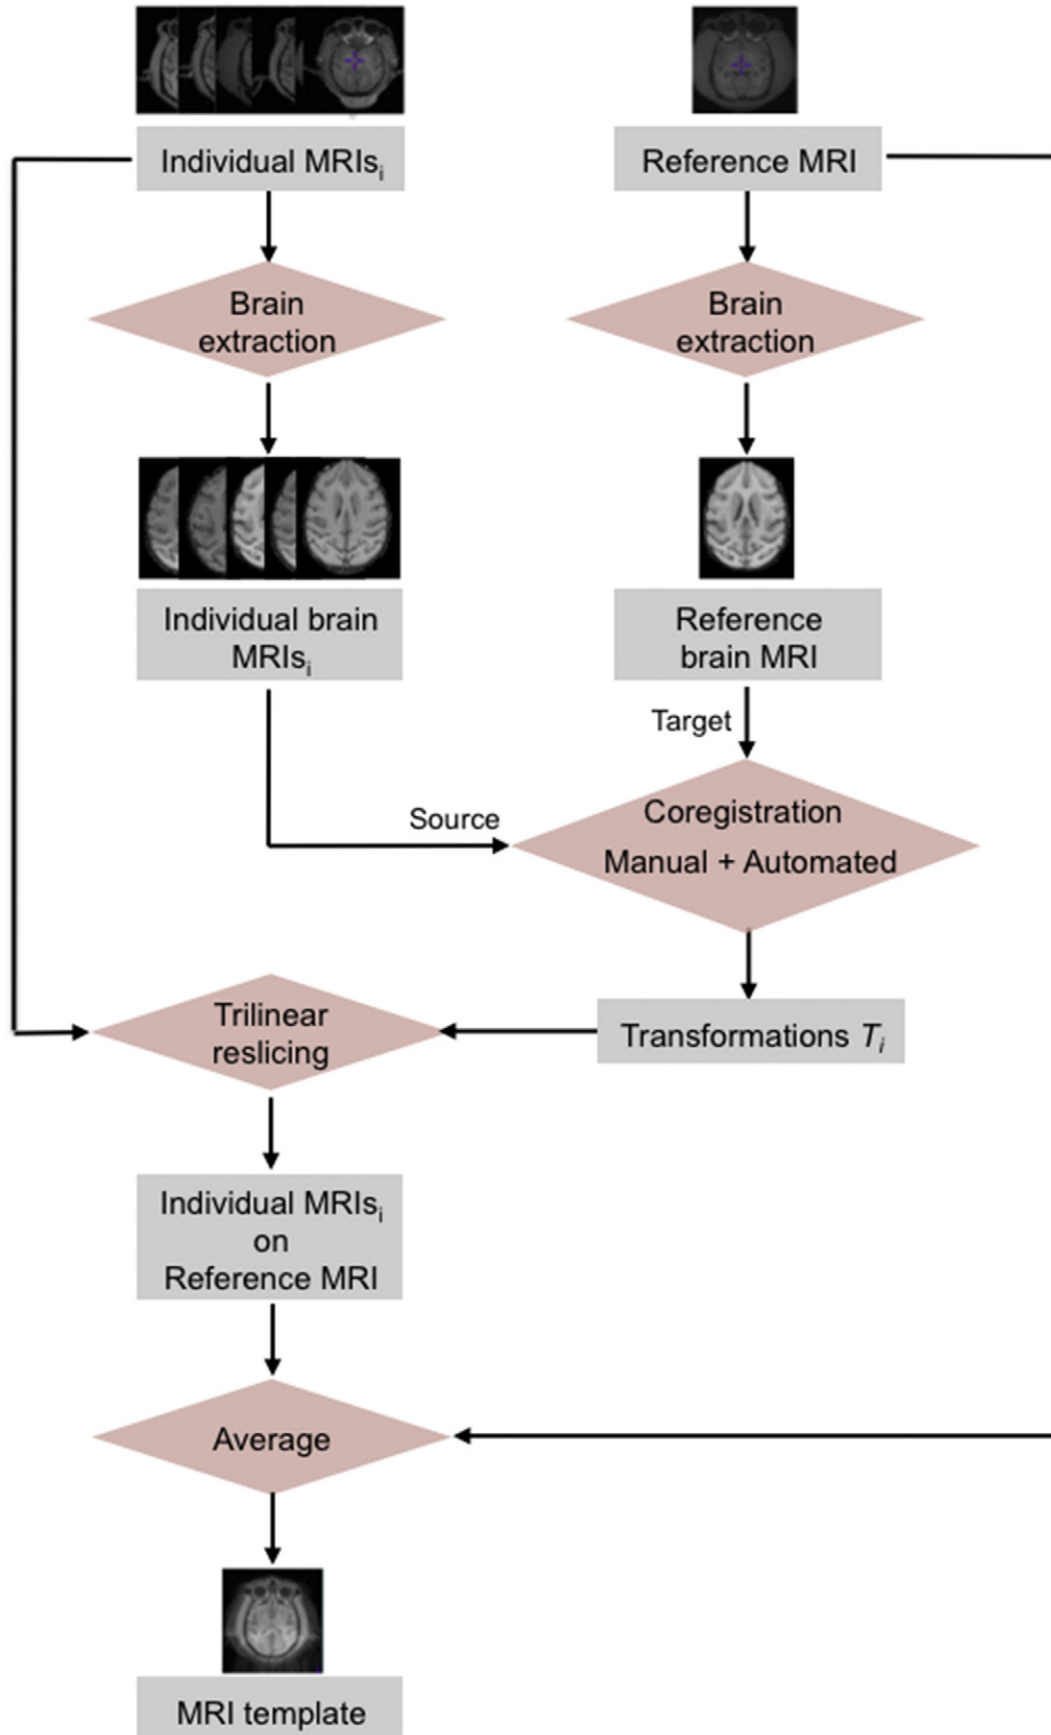 Individual MRIsᵢ
Reference MRI
Brain
extraction
Brain
extraction
Individual brain
MRIsᵢ
Reference
brain MRI
Target
Source
Coregistration
Manual + Automated
Trilinear
reslicing
Transformations Tᵢ
Individual MRIsᵢ
on
Reference MRI
Average
MRI template